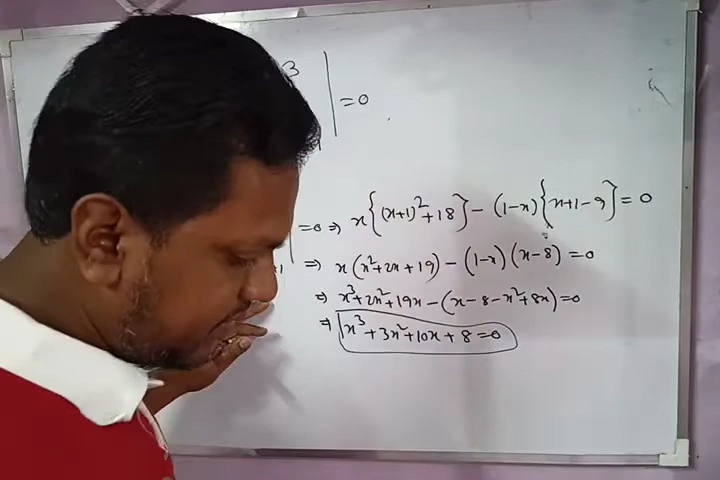 3
= 0
= 0 ⇒ x{(x+1)² + 18} - (1-x){x+1-9} = 0
⇒ x(x²+2x+19) - (1-x)(x-8) = 0
⇒ x³+2x²+19x - (x-8-x²+8x) = 0
⇒ x³+3x²+10x+8 = 0